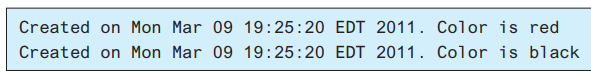 Created on Mon Mar 09 19:25:20 EDT 2011. Color is red
Created on Mon Mar 09 19:25:20 EDT 2011. Color is black